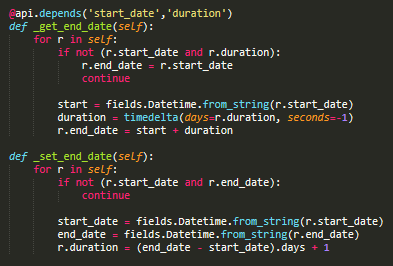 @api.depends('start_date','duration')
def _get_end_date(self):
    for r in self:
        if not (r.start_date and r.duration):
            r.end_date = r.start_date
            continue

        start = fields.Datetime.from_string(r.start_date)
        duration = timedelta(days=r.duration, seconds=-1)
        r.end_date = start + duration

def _set_end_date(self):
    for r in self:
        if not (r.start_date and r.end_date):
            continue

        start_date = fields.Datetime.from_string(r.start_date)
        end_date = fields.Datetime.from_string(r.end_date)
        r.duration = (end_date - start_date).days + 1